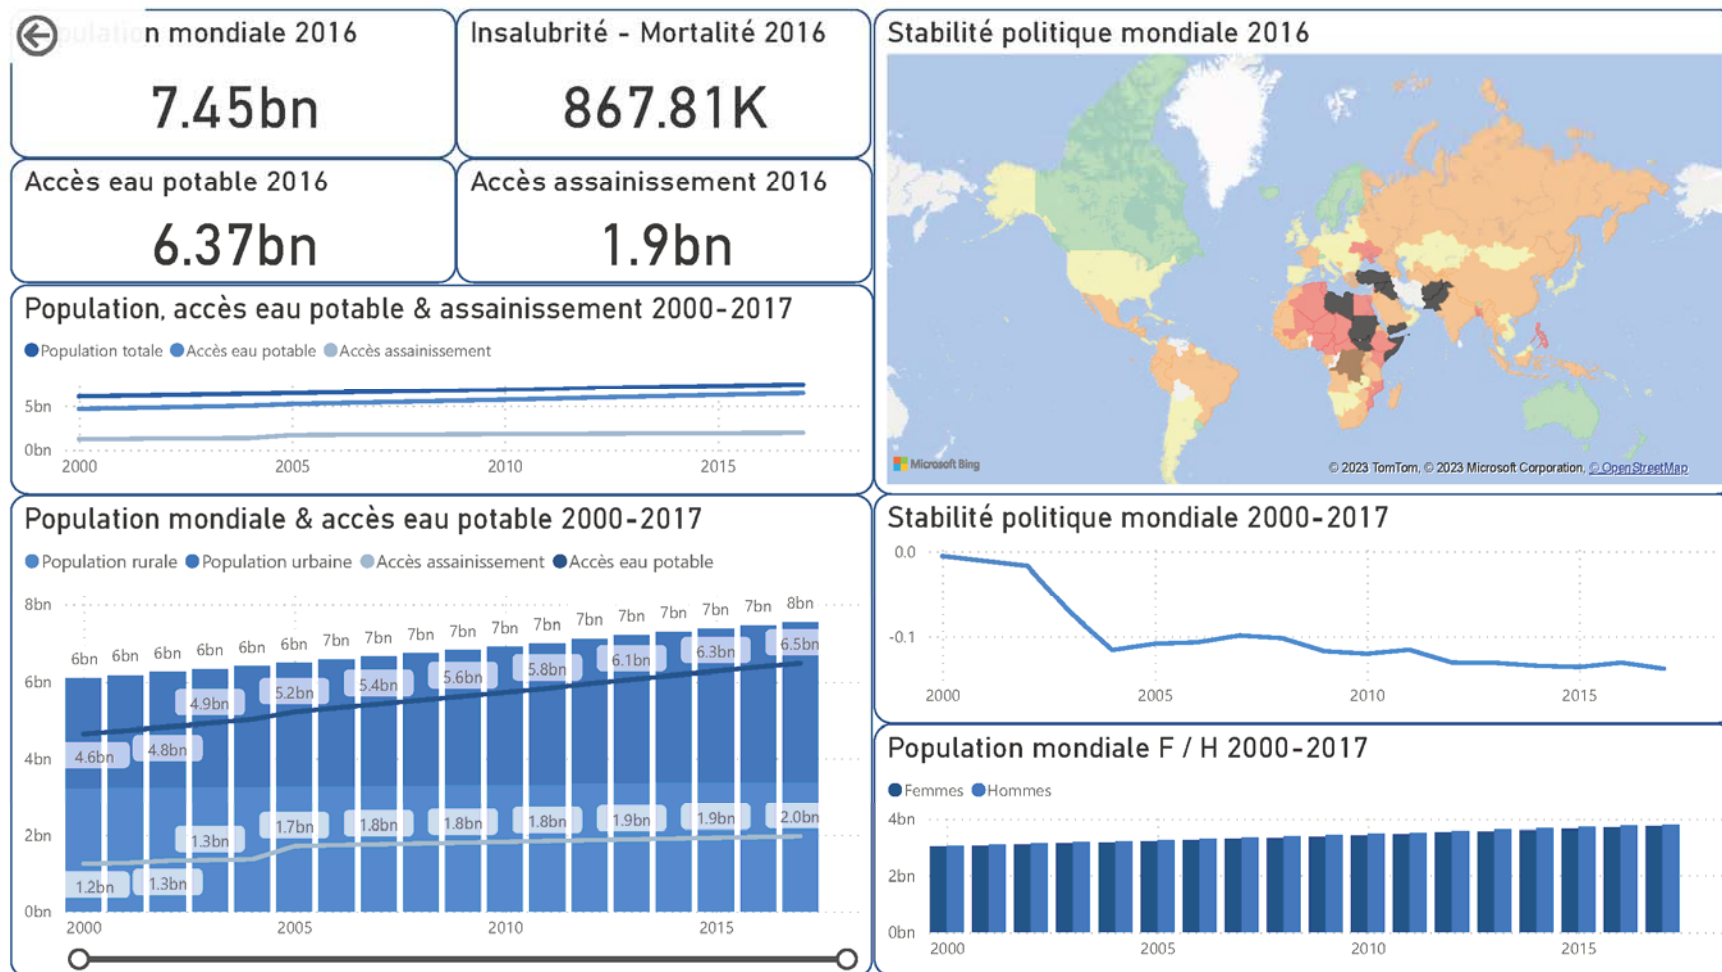 Population mondiale 2016
7.45bn
Insalubrité - Mortalité 2016
867.81K
Accès eau potable 2016
6.37bn
Accès assainissement 2016
1.9bn
Population, accès eau potable & assainissement 2000-2017
Population totale Accès eau potable Accès assainissement
5bn
0bn
2000 2005 2010 2015
Population mondiale & accès eau potable 2000-2017
Population rurale Population urbaine Accès assainissement Accès eau potable
8bn
6bn 6bn 6bn 6bn 6bn 6bn 7bn 7bn 7bn 7bn 7bn 7bn 7bn 7bn 7bn 7bn 7bn 8bn
6bn
4.6bn 4.8bn 4.9bn 5.2bn 5.4bn 5.6bn 5.8bn 6.1bn 6.3bn 6.5bn
4bn
2bn
1.2bn 1.3bn 1.3bn 1.7bn 1.8bn 1.8bn 1.8bn 1.9bn 1.9bn 2.0bn
0bn
2000 2005 2010 2015
Stabilité politique mondiale 2016
Microsoft Bing
© 2023 TomTom, © 2023 Microsoft Corporation, © OpenStreetMap
Stabilité politique mondiale 2000-2017
0.0
-0.1
2000 2005 2010 2015
Population mondiale F / H 2000-2017
Femmes Hommes
4bn
2bn
0bn
2000 2005 2010 2015